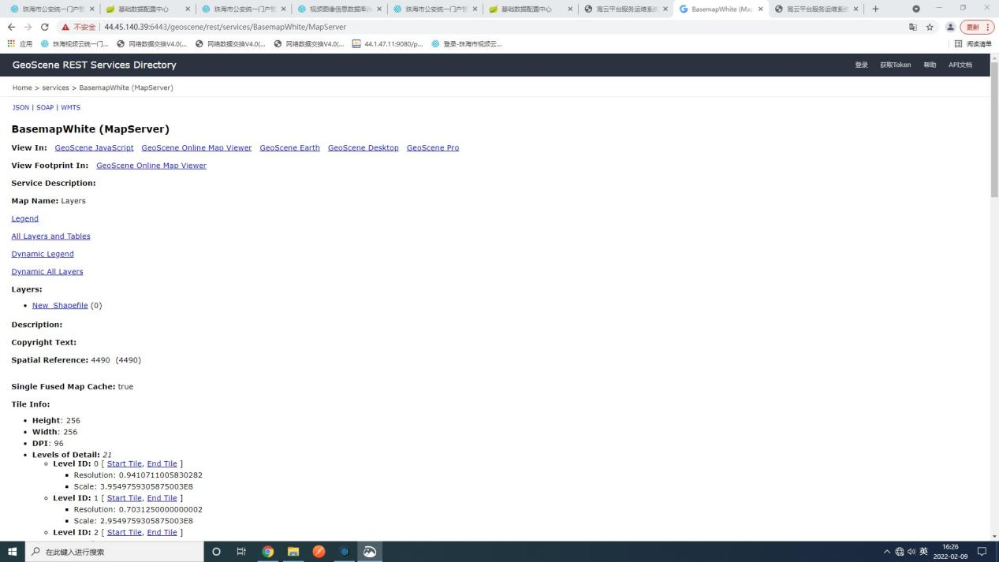 珠海市公安统一门户管
基础数据配置中心
珠海市公安统一门户管
视频图像信息数据库(
珠海市公安统一门户管
基础数据配置中心
高云平台服务运维系统
BasemapWhite (Map
高云平台服务运维系统
不安全 | 44.45.140.39:6443/geoscene/rest/services/BasemapWhite/MapServer
更新
应用
珠海视频云统一门...
网络数据交换V4.0(...
网络数据交换V4.0(...
网络数据交换V4.0(...
44.1.47.11:9080/p...
登录-珠海市视频云...
阅读清单
GeoScene REST Services Directory
登录 获取Token 帮助 API文档
Home > services > BasemapWhite (MapServer)
JSON | SOAP | WMTS
BasemapWhite (MapServer)
View In: GeoScene JavaScript GeoScene Online Map Viewer GeoScene Earth GeoScene Desktop GeoScene Pro
View Footprint In: GeoScene Online Map Viewer
Service Description:
Map Name: Layers
Legend
All Layers and Tables
Dynamic Legend
Dynamic All Layers
Layers:
• New_Shapefile (0)
Description:
Copyright Text:
Spatial Reference: 4490 (4490)
Single Fused Map Cache: true
Tile Info:
• Height: 256
• Width: 256
• DPI: 96
• Levels of Detail: 21
Level ID: 0 [ Start Tile, End Tile ]
Resolution: 0.9410711005830282
Scale: 3.9549759305875003E8
Level ID: 1 [ Start Tile, End Tile ]
Resolution: 0.7031250000000002
Scale: 2.9549759305875003E8
Level ID: 2 [ Start Tile, End Tile ]
在此键入进行搜索
英
16:26
2022-02-09